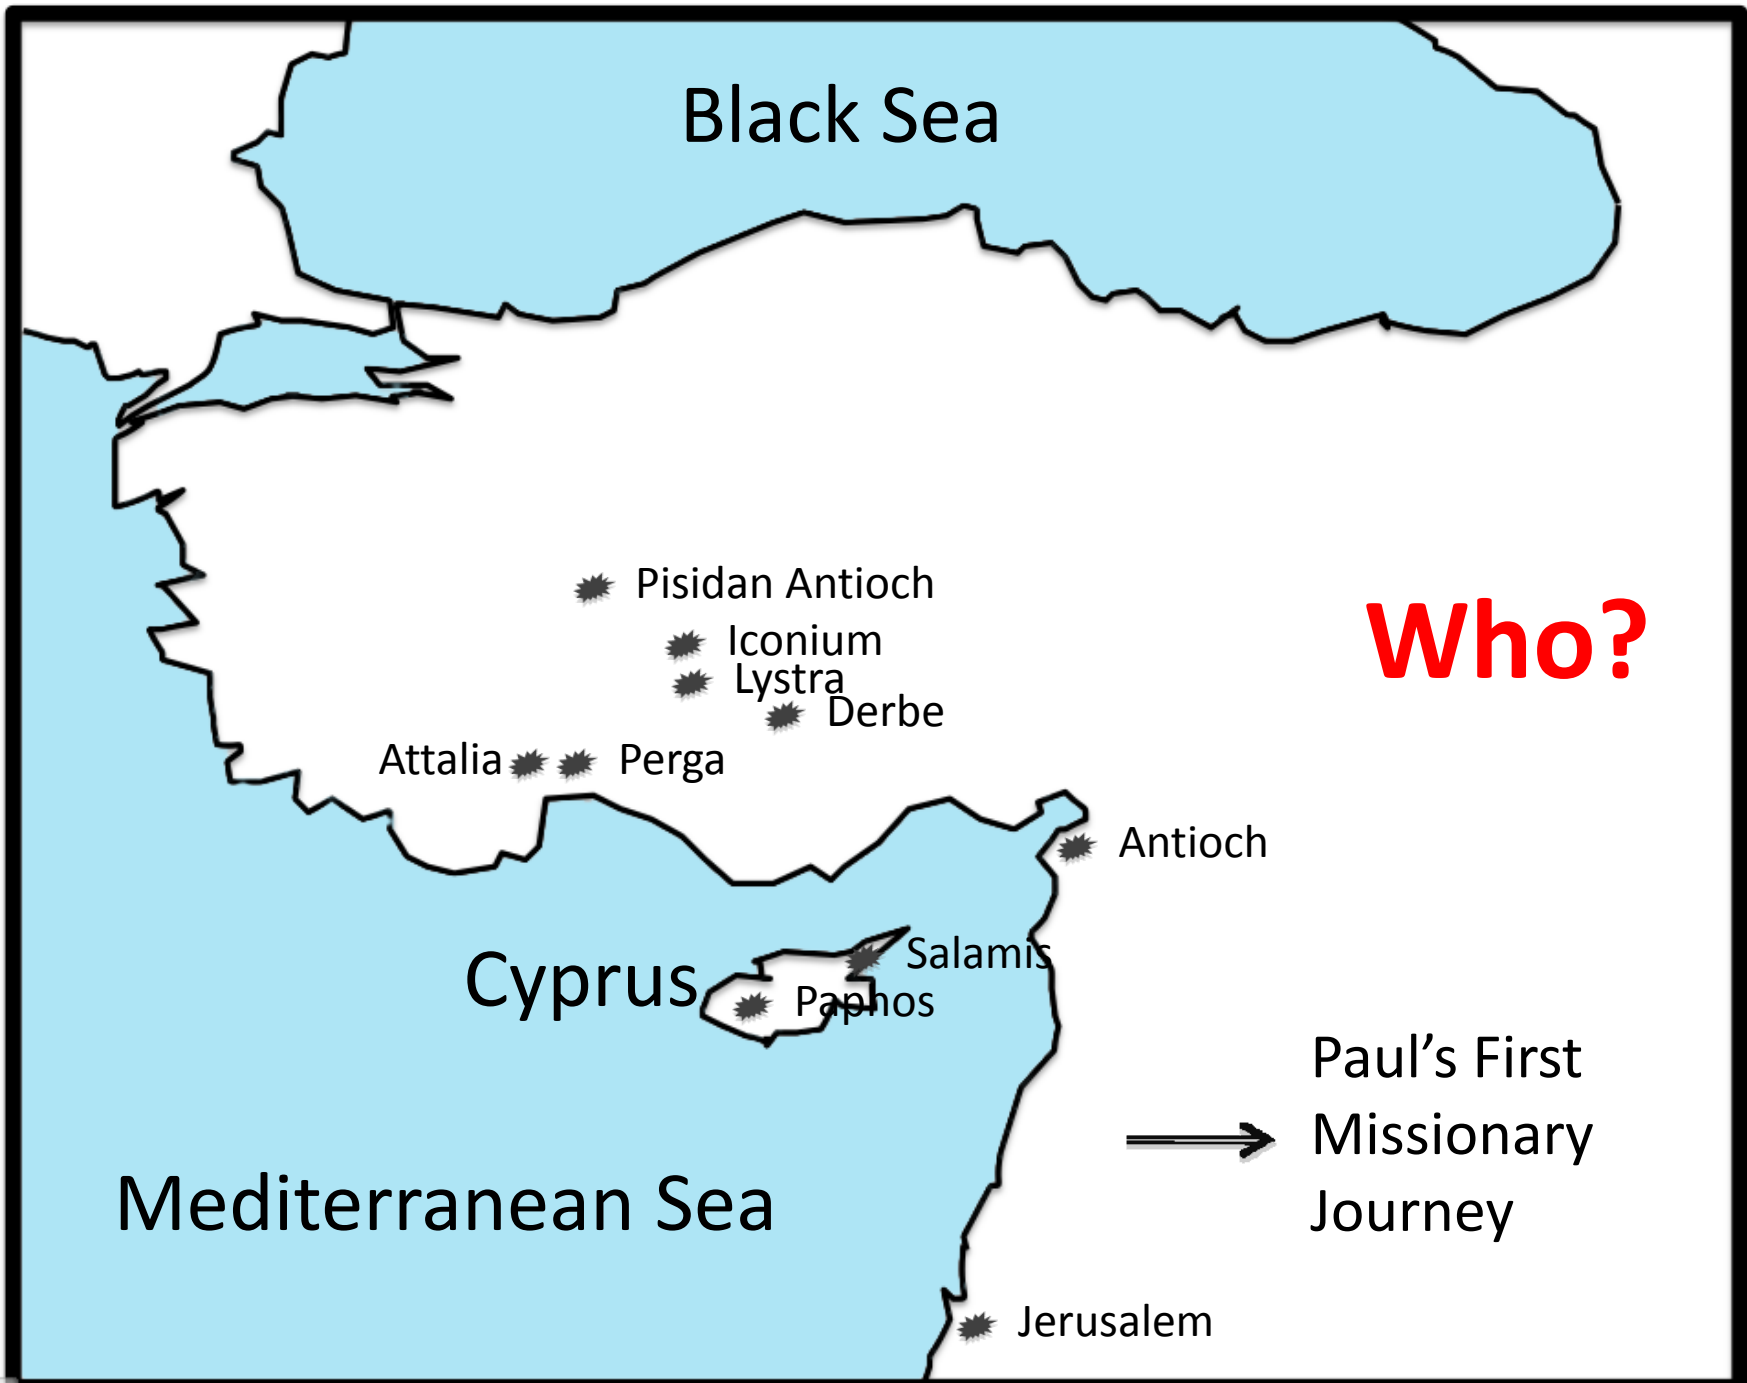 Black Sea
Pisidan Antioch
Who?
Iconium
Lystra
Derbe
Attalia
Perga
Antioch
Salamis
Cyprus
Paphos
Paul’s First
Missionary
Journey
Mediterranean Sea
Jerusalem